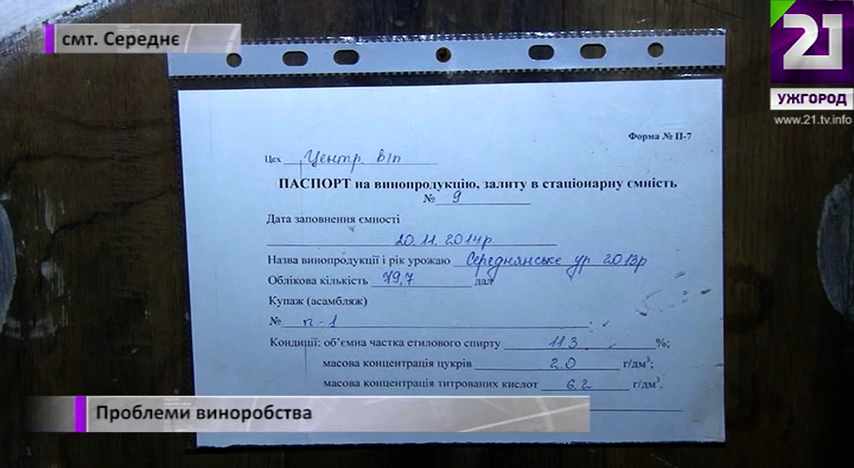 смт. Середнє
21
УЖГОРОД
www.21.tv.info
Форма № П-7
Цех Центр. в/п
ПАСПОРТ на винопродукцію, залиту в стаціонарну ємність
№ 9
Дата заповнення ємності
20.11.2014р
Назва винопродукції і рік урожаю Середнянське ур 2013р
Облікова кількість 79,7 дал
Купаж (асамбляж)
№ п-1 ;
Кондиції: об'ємна частка етилового спирту 11.3 %;
масова концентрація цукрів 2.0 г/дм³;
масова концентрація титрованих кислот 6.2 г/дм³.
Проблеми виноробства